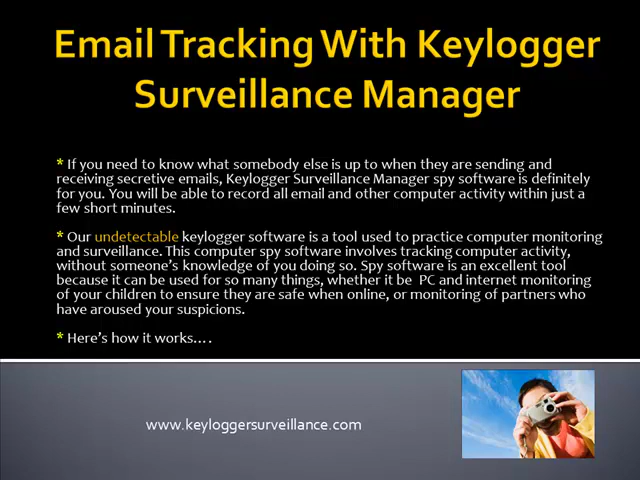 Email Tracking With Keylogger
Surveillance Manager
* If you need to know what somebody else is up to when they are sending and
receiving secretive emails, Keylogger Surveillance Manager spy software is definitely
for you. You will be able to record all email and other computer activity within just a
few short minutes.
* Our undetectable keylogger software is a tool used to practice computer monitoring
and surveillance. This computer spy software involves tracking computer activity,
without someone's knowledge of you doing so. Spy software is an excellent tool
because it can be used for so many things, whether it be  PC and internet monitoring
of your children to ensure they are safe when online, or monitoring of partners who
have aroused your suspicions.
* Here's how it works....
www.keyloggersurveillance.com